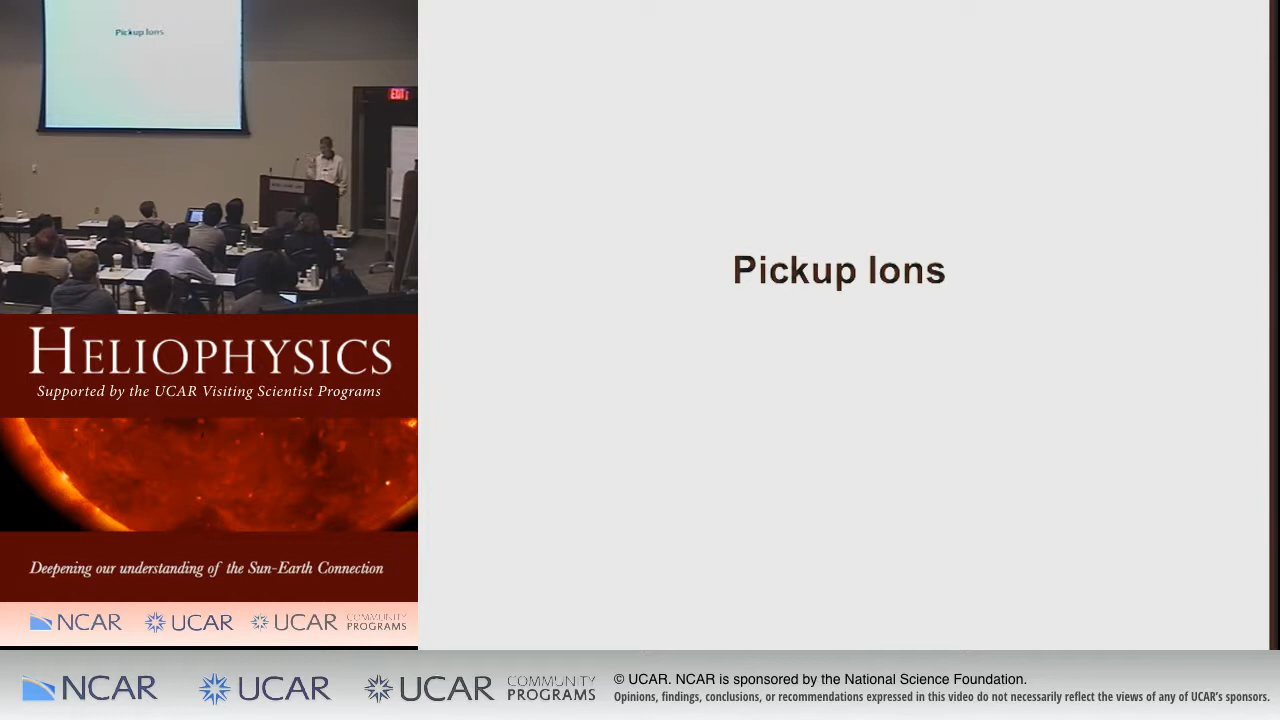 Pickup Ions
EXIT
Pickup Ions
HELIOPHYSICS
Supported by the UCAR Visiting Scientist Programs
Deepening our understanding of the Sun-Earth Connection
NCAR UCAR UCAR COMMUNITY PROGRAMS
NCAR UCAR UCAR COMMUNITY PROGRAMS
© UCAR. NCAR is sponsored by the National Science Foundation.
Opinions, findings, conclusions, or recommendations expressed in this video do not necessarily reflect the views of any of UCAR's sponsors.